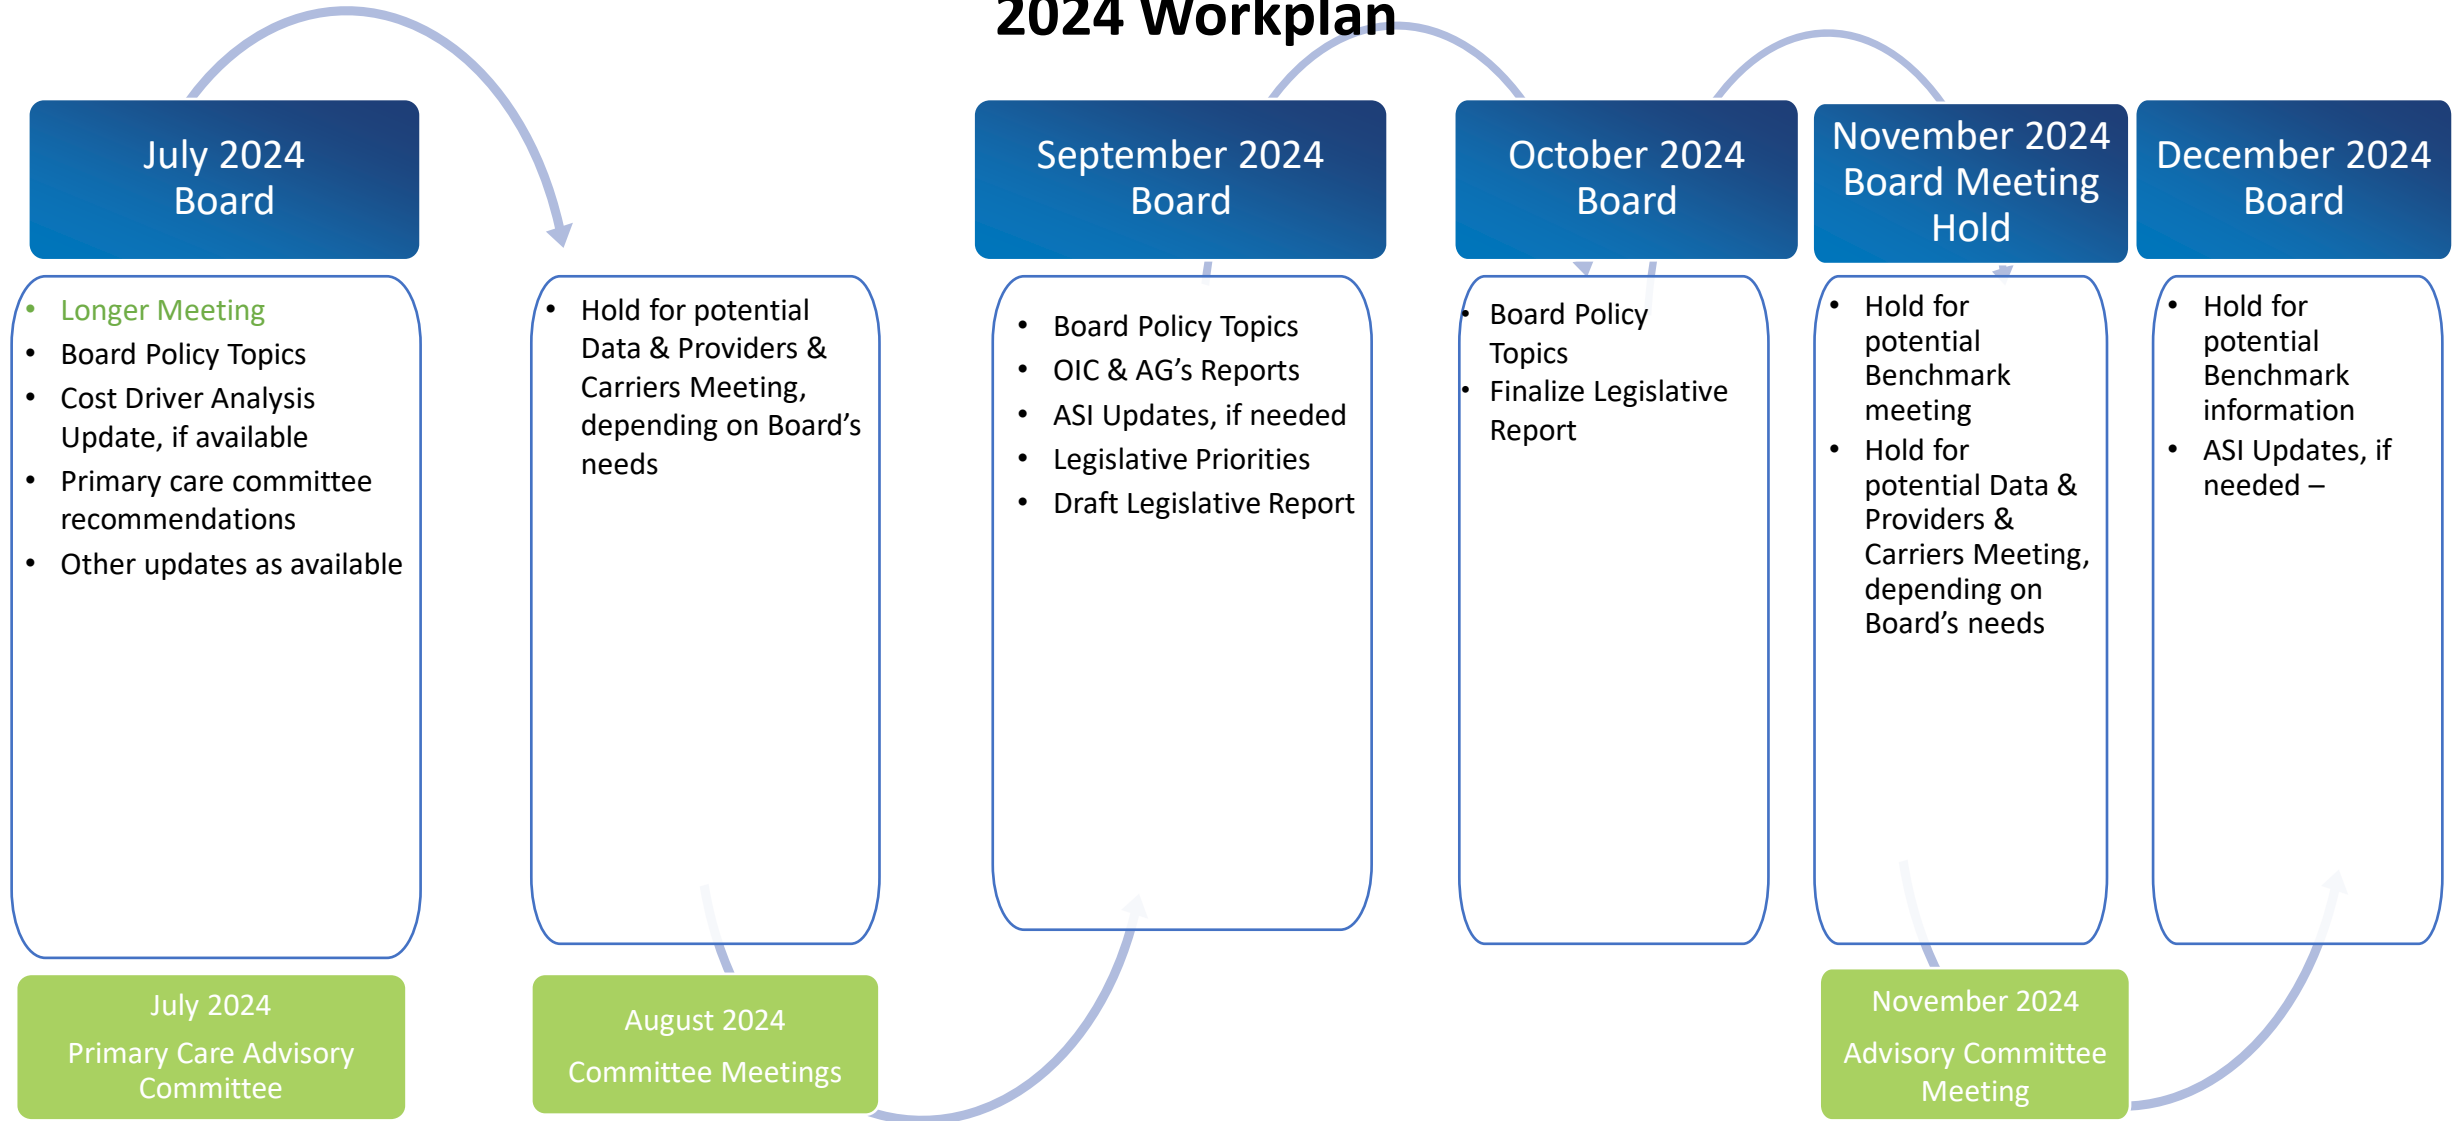 2024 Workplan
July 2024
Board
• Longer Meeting
• Board Policy Topics
• Cost Driver Analysis
Update, if available
• Primary care committee
recommendations
• Other updates as available
July 2024
Primary Care Advisory
Committee
• Hold for potential
Data & Providers &
Carriers Meeting,
depending on Board’s
needs
August 2024
Committee Meetings
September 2024
Board
• Board Policy Topics
• OIC & AG’s Reports
• ASI Updates, if needed
• Legislative Priorities
• Draft Legislative Report
October 2024
Board
• Board Policy
Topics
• Finalize Legislative
Report
November 2024
Board Meeting
Hold
• Hold for
potential
Benchmark
meeting
• Hold for
potential Data &
Providers &
Carriers Meeting,
depending on
Board’s needs
November 2024
Advisory Committee
Meeting
December 2024
Board
• Hold for
potential
Benchmark
information
• ASI Updates, if
needed –